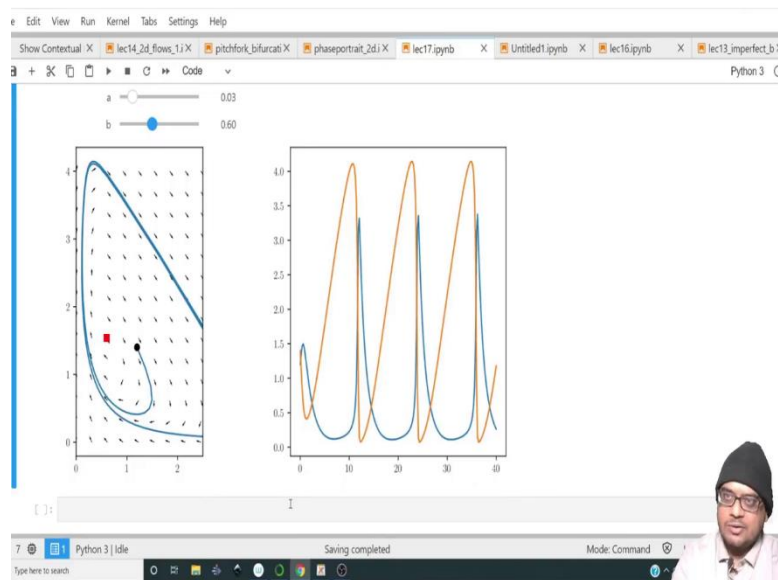 Edit View Run Kernel Tabs Settings Help
Show Contextual X lec14_2d_flows_1.i X pitchfork_bifurcati X phaseportrait_2d.i X lec17.ipynb X Untitled1.ipynb X lec16.ipynb X lec13_imperfect_b X
Code Python 3
a 0.03
b 0.60
4
3
2
1
0
0 1 2
4.0
3.5
3.0
2.5
2.0
1.5
1.0
0.5
0.0
0 10 20 30 40
[ ]:
7 1 Python 3 | Idle Saving completed Mode: Command
Type here to search